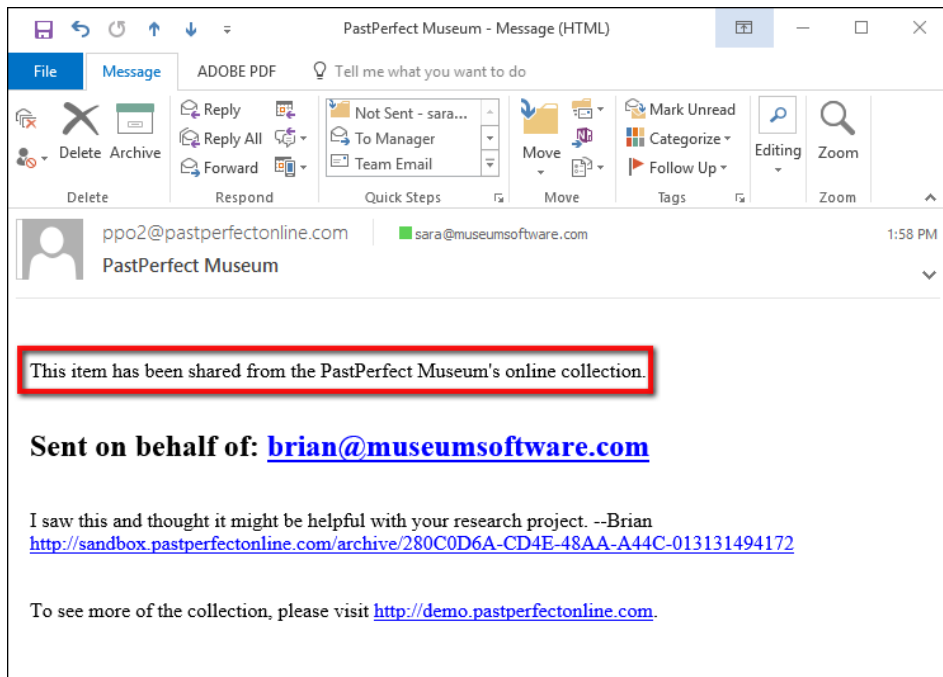 PastPerfect Museum - Message (HTML)
File Message ADOBE PDF Tell me what you want to do
Reply Not Sent - sara... Mark Unread
Delete Archive Reply All To Manager Move Categorize Editing Zoom
Forward Team Email Follow Up
Delete Respond Quick Steps Move Tags Zoom
ppo2@pastperfectonline.com sara@museumsoftware.com 1:58 PM
PastPerfect Museum
This item has been shared from the PastPerfect Museum's online collection.
Sent on behalf of: brian@museumsoftware.com
I saw this and thought it might be helpful with your research project. --Brian
http://sandbox.pastperfectonline.com/archive/280C0D6A-CD4E-48AA-A44C-013131494172
To see more of the collection, please visit http://demo.pastperfectonline.com.